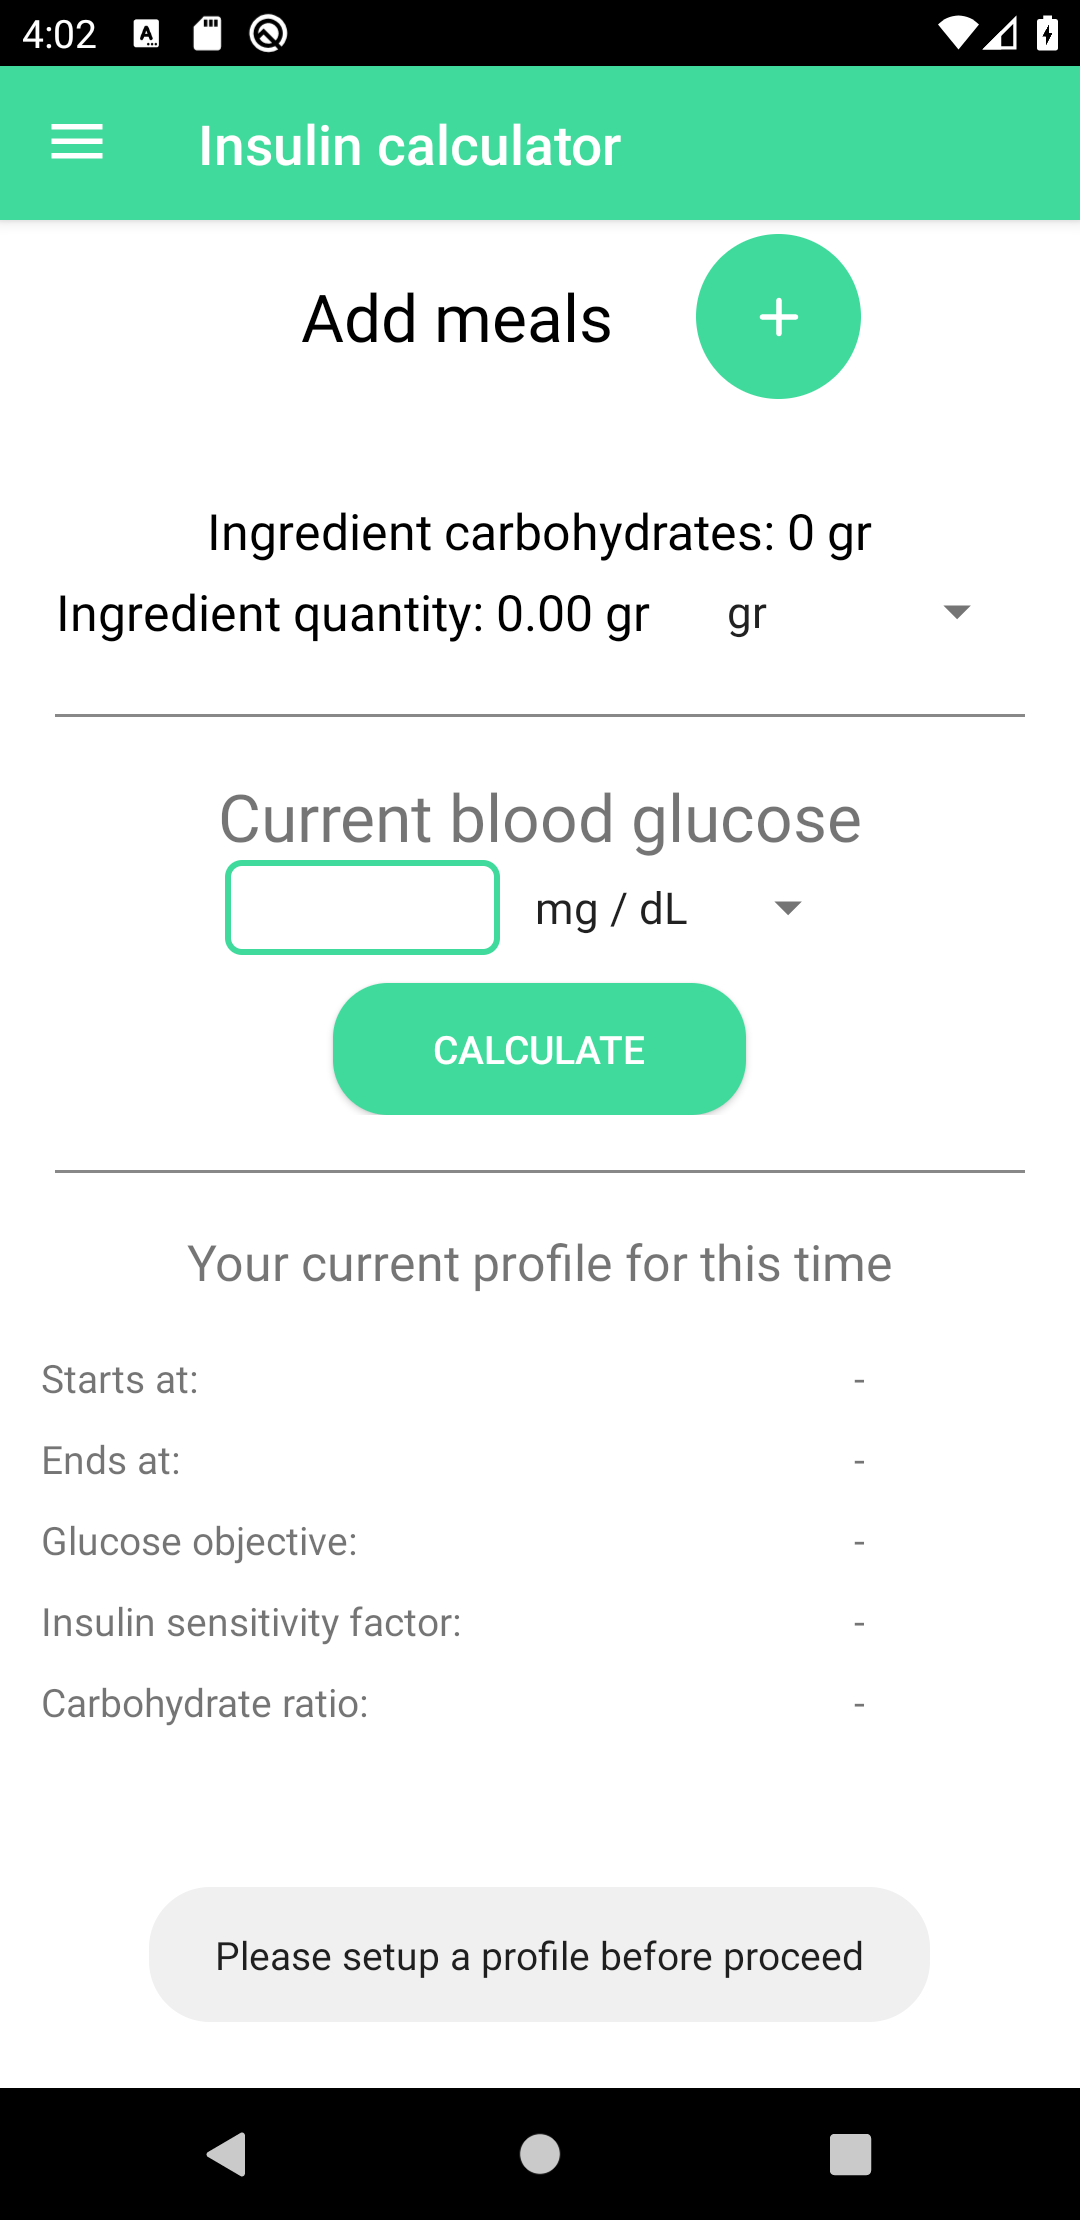 4:02
Insulin calculator
Add meals
Ingredient carbohydrates: 0 gr
Ingredient quantity: 0.00 gr gr
Current blood glucose
mg / dL
CALCULATE
Your current profile for this time
Starts at: -
Ends at: -
Glucose objective: -
Insulin sensitivity factor: -
Carbohydrate ratio: -
Please setup a profile before proceed